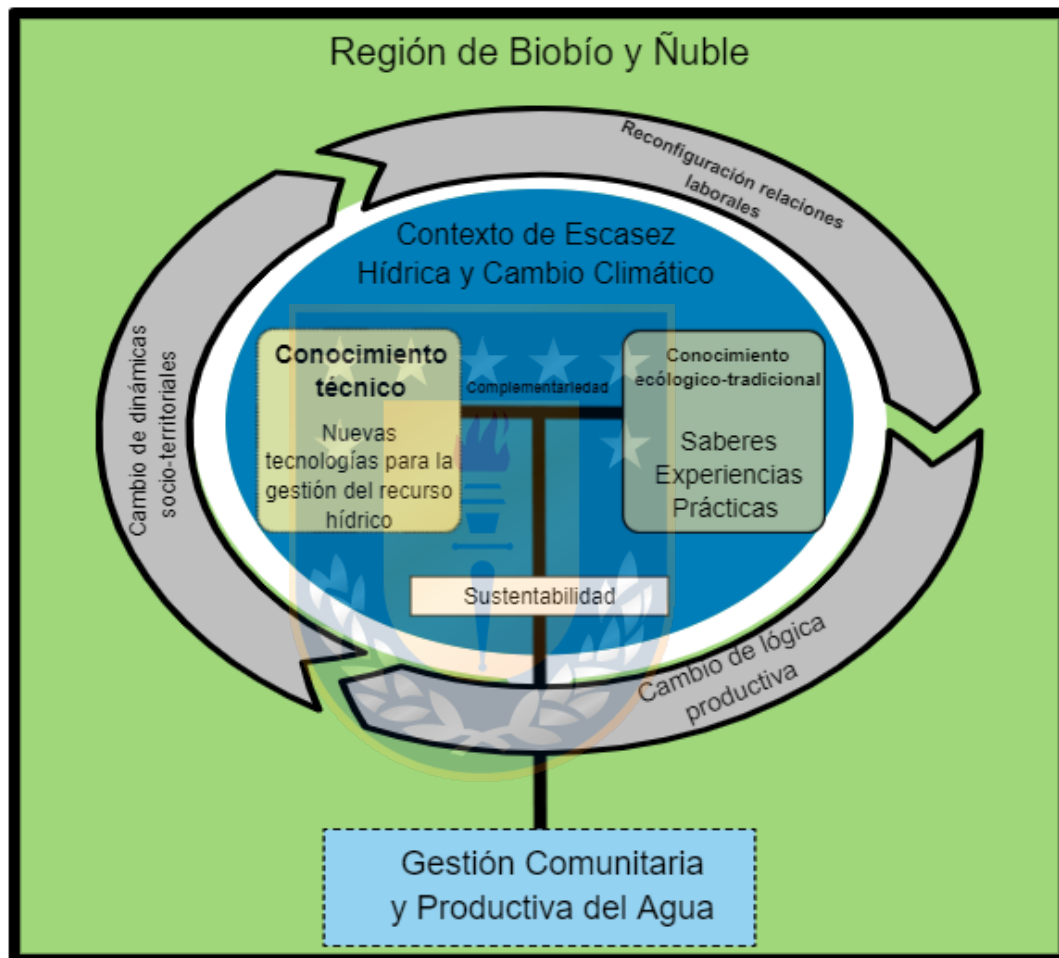 Región de Biobío y Ñuble
Reconfiguración relaciones
laborales
Contexto de Escasez
Hídrica y Cambio Climático
Cambio de dinámicas
socio-territoriales
Conocimiento
técnico
Nuevas
tecnologías para la
gestión del recurso
hídrico
Complementariedad
Conocimiento
ecólogico-tradicional
Saberes
Experiencias
Prácticas
Sustentabilidad
Cambio de lógica
productiva
Gestión Comunitaria
y Productiva del Agua